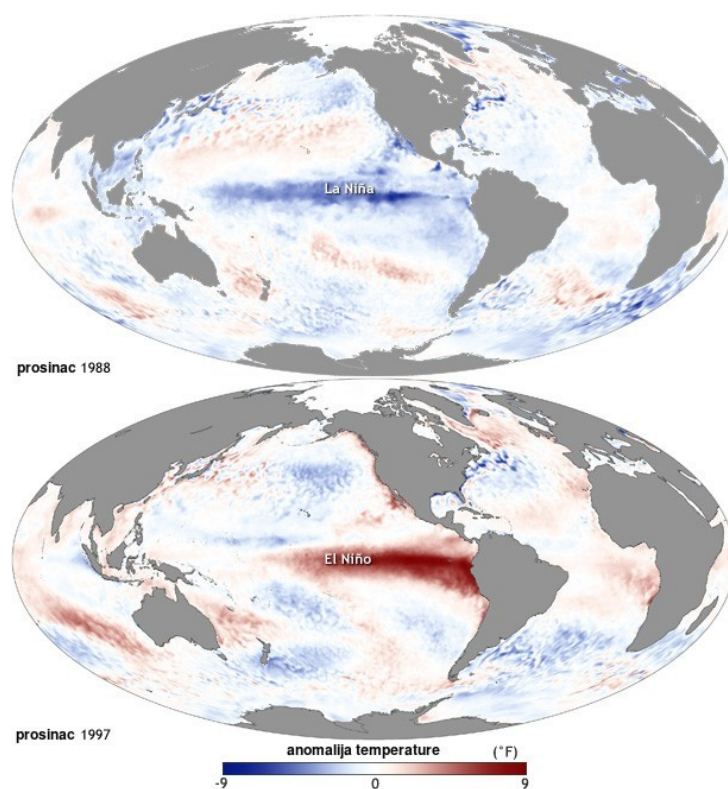 La Niña
prosinac 1988
El Niño
prosinac 1997
anomalija temperature (°F)
-9 0 9